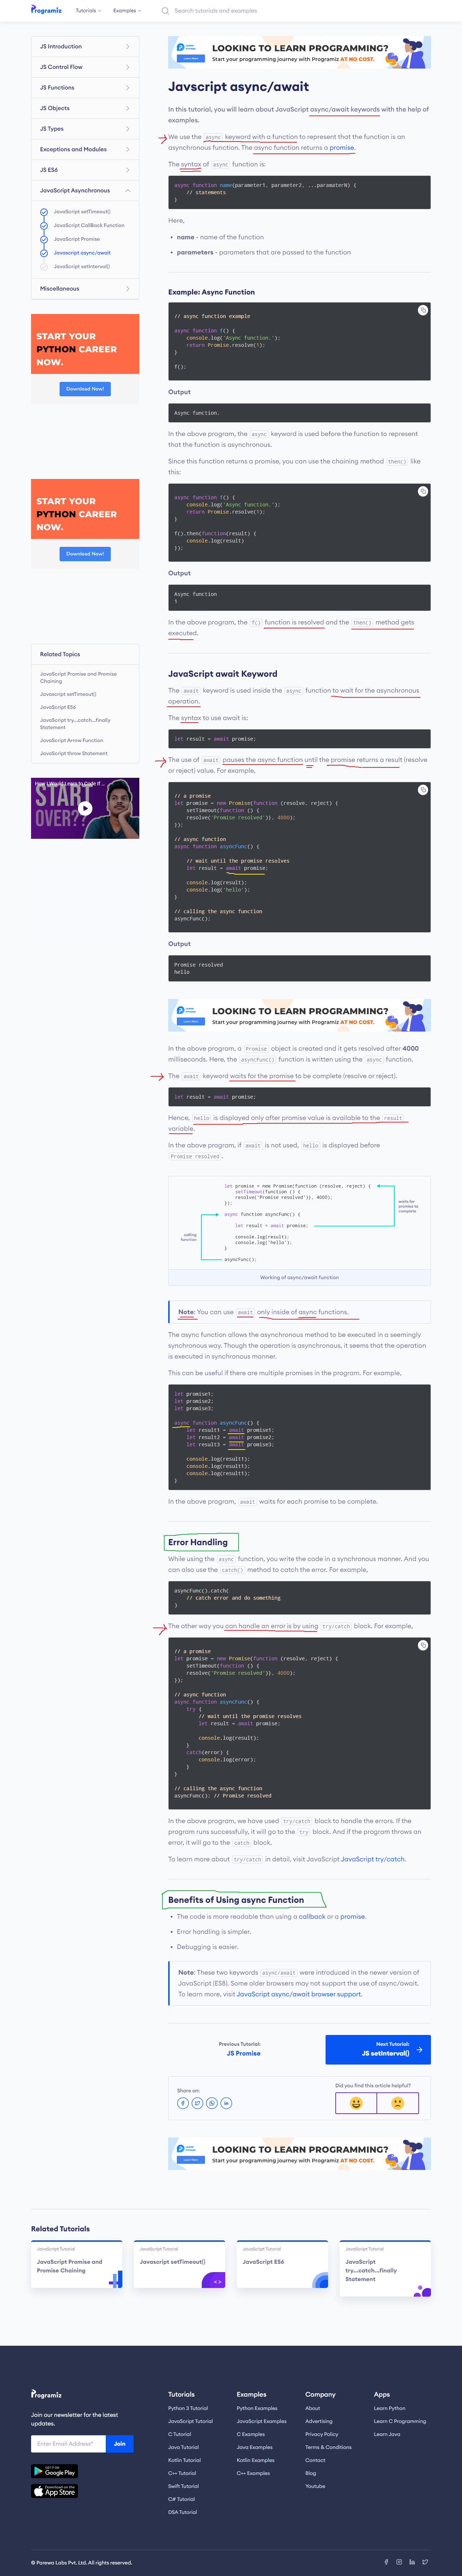 Programiz
Tutorials
Examples
Search tutorials and examples
JS Introduction
JS Control Flow
JS Functions
JS Objects
JS Types
Exceptions and Modules
JS ES6
JavaScript Asynchronous
JavaScript setTimeout()
JavaScript CallBack Function
JavaScript Promise
Javascript async/await
JavaScript setInterval()
Miscellaneous
START YOUR
PYTHON CAREER
NOW.
Download Now!
START YOUR
PYTHON CAREER
NOW.
Download Now!
Related Topics
JavaScript Promise and Promise
Chaining
Javascript setTimeout()
JavaScript ES6
JavaScript try...catch...finally
Statement
JavaScript Arrow Function
JavaScript throw Statement
How I Would Learn to Code If ...
START
OVER??
LOOKING TO LEARN PROGRAMMING?
Start your programming journey with Programiz AT NO COST.
Javscript async/await
In this tutorial, you will learn about JavaScript async/await keywords with the help of
examples.
We use the async keyword with a function to represent that the function is an
asynchronous function. The async function returns a promise.
The syntax of async function is:
async function name(parameter1, parameter2, ...paramaterN) {
// statements
}
Here,
name - name of the function
parameters - parameters that are passed to the function
Example: Async Function
// async function example
async function f() {
console.log('Async function.');
return Promise.resolve(1);
}
f();
Output
Async function.
In the above program, the async keyword is used before the function to represent
that the function is asynchronous.
Since this function returns a promise, you can use the chaining method then() like
this:
async function f() {
console.log('Async function.');
return Promise.resolve(1);
}
f().then(function(result) {
console.log(result)
});
Output
Async function
1
In the above program, the f() function is resolved and the then() method gets
executed.
JavaScript await Keyword
The await keyword is used inside the async function to wait for the asynchronous
operation.
The syntax to use await is:
let result = await promise;
The use of await pauses the async function until the promise returns a result (resolve
or reject) value. For example,
// a promise
let promise = new Promise(function (resolve, reject) {
setTimeout(function () {
resolve('Promise resolved')}, 4000);
});
// async function
async function asyncFunc() {
// wait until the promise resolves
let result = await promise;
console.log(result);
console.log('hello');
}
// calling the async function
asyncFunc();
Output
Promise resolved
hello
LOOKING TO LEARN PROGRAMMING?
Start your programming journey with Programiz AT NO COST.
In the above program, a Promise object is created and it gets resolved after 4000
milliseconds. Here, the asyncFunc() function is written using the async function.
The await keyword waits for the promise to be complete (resolve or reject).
let result = await promise;
Hence, hello is displayed only after promise value is available to the result
variable.
In the above program, if await is not used, hello is displayed before
Promise resolved.
let promise = new Promise(function (resolve, reject) {
setTimeout(function () {
resolve('Promise resolved')}, 4000);
});
async function asyncFunc() {
let result = await promise;
console.log(result);
console.log('hello');
}
asyncFunc();
waits for
promise to
complete
calling
function
Working of async/await function
Note: You can use await only inside of async functions.
The async function allows the asynchronous method to be executed in a seemingly
synchronous way. Though the operation is asynchronous, it seems that the operation
is executed in synchronous manner.
This can be useful if there are multiple promises in the program. For example,
let promise1;
let promise2;
let promise3;
async function asyncFunc() {
let result1 = await promise1;
let result2 = await promise2;
let result3 = await promise3;
console.log(result1);
console.log(result1);
console.log(result1);
}
In the above program, await waits for each promise to be complete.
Error Handling
While using the async function, you write the code in a synchronous manner. And you
can also use the catch() method to catch the error. For example,
asyncFunc().catch(
// catch error and do something
)
The other way you can handle an error is by using try/catch block. For example,
// a promise
let promise = new Promise(function (resolve, reject) {
setTimeout(function () {
resolve('Promise resolved')}, 4000);
});
// async function
async function asyncFunc() {
try {
// wait until the promise resolves
let result = await promise;
console.log(result);
}
catch(error) {
console.log(error);
}
}
// calling the async function
asyncFunc(); // Promise resolved
In the above program, we have used try/catch block to handle the errors. If the
program runs successfully, it will go to the try block. And if the program throws an
error, it will go to the catch block.
To learn more about try/catch in detail, visit JavaScript JavaScript try/catch.
Benefits of Using async Function
The code is more readable than using a callback or a promise.
Error handling is simpler.
Debugging is easier.
Note: These two keywords async/await were introduced in the newer version of
JavaScript (ES8). Some older browsers may not support the use of async/await.
To learn more, visit JavaScript async/await browser support.
Previous Tutorial:
JS Promise
Next Tutorial:
JS setInterval()
Share on:
Did you find this article helpful?
LOOKING TO LEARN PROGRAMMING?
Start your programming journey with Programiz AT NO COST.
Related Tutorials
JavaScript Tutorial
JavaScript Promise and
Promise Chaining
JavaScript Tutorial
Javascript setTimeout()
JavaScript Tutorial
JavaScript ES6
JavaScript Tutorial
JavaScript
try...catch...finally
Statement
Programiz
Join our newsletter for the latest
updates.
Enter Email Address*
Join
GET IT ON
Google Play
Download on the
App Store
Tutorials
Python 3 Tutorial
JavaScript Tutorial
C Tutorial
Java Tutorial
Kotlin Tutorial
C++ Tutorial
Swift Tutorial
C# Tutorial
DSA Tutorial
Examples
Python Examples
JavaScript Examples
C Examples
Java Examples
Kotlin Examples
C++ Examples
Company
About
Advertising
Privacy Policy
Terms & Conditions
Contact
Blog
Youtube
Apps
Learn Python
Learn C Programming
Learn Java
© Parewa Labs Pvt. Ltd. All rights reserved.